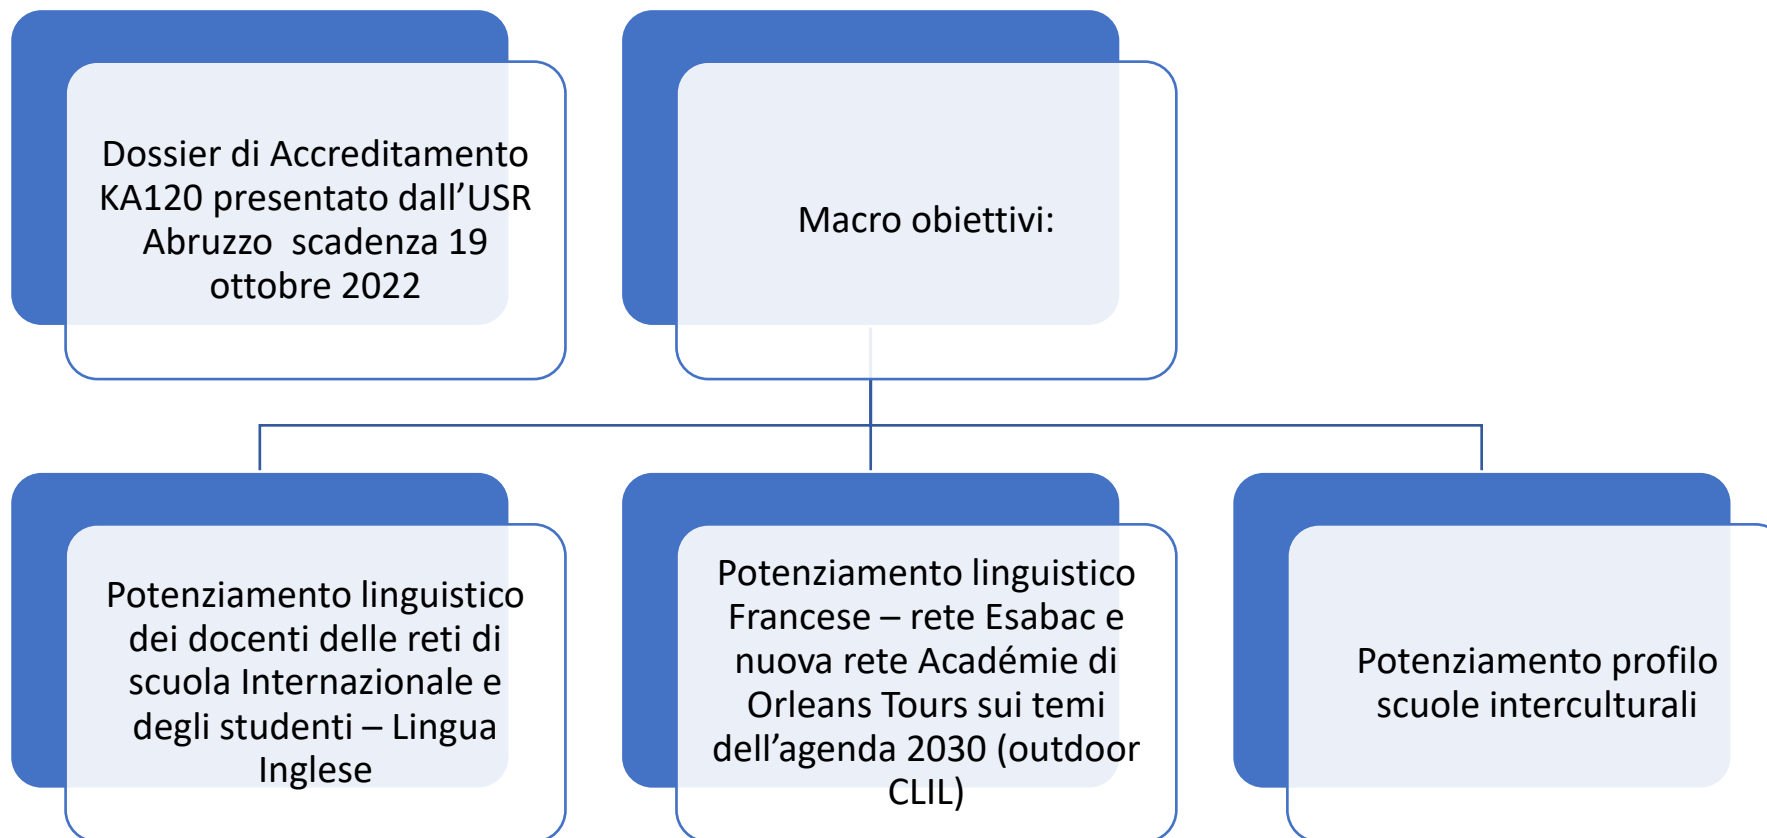 Dossier di Accreditamento
KA120 presentato dall’USR
Abruzzo  scadenza 19
ottobre 2022
Macro obiettivi:
Potenziamento linguistico
dei docenti delle reti di
scuola Internazionale e
degli studenti – Lingua
Inglese
Potenziamento linguistico
Francese – rete Esabac e
nuova rete Académie di
Orleans Tours sui temi
dell’agenda 2030 (outdoor
CLIL)
Potenziamento profilo
scuole interculturali